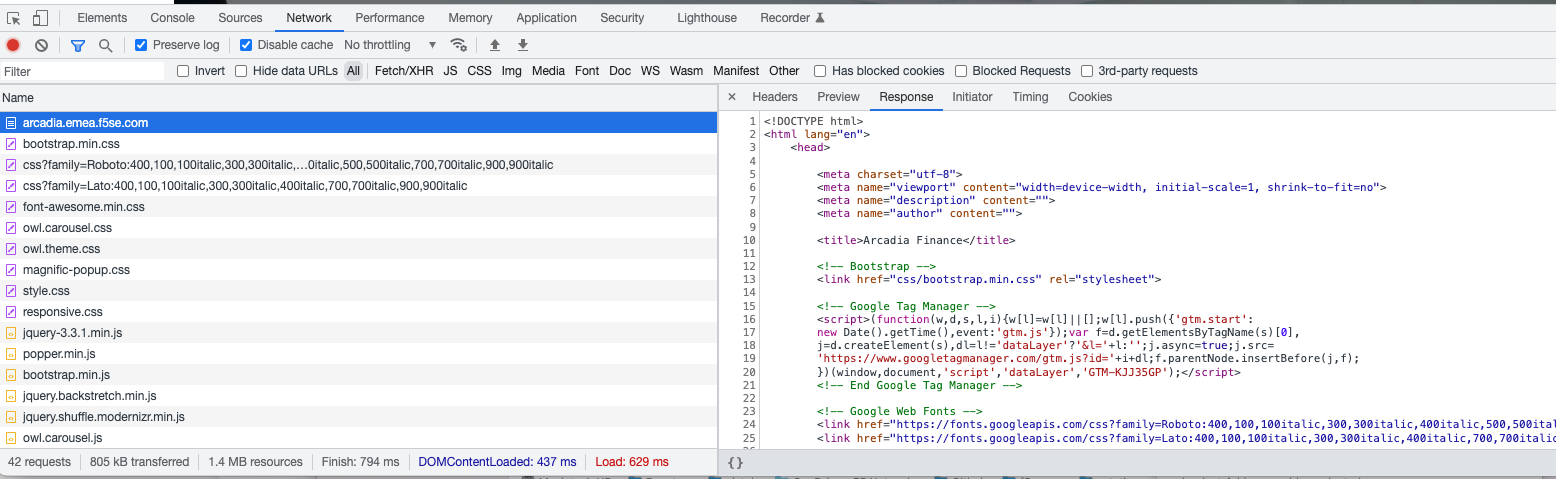 Elements Console Sources Network Performance Memory Application Security Lighthouse Recorder
Preserve log Disable cache No throttling
Filter Invert Hide data URLs All Fetch/XHR JS CSS Img Media Font Doc WS Wasm Manifest Other Has blocked cookies Blocked Requests 3rd-party requests
Name
arcadia.emea.f5se.com
bootstrap.min.css
css?family=Roboto:400,100,100italic,300,300italic,…0italic,500,500italic,700,700italic,900,900italic
css?family=Lato:400,100,100italic,300,300italic,400italic,700,700italic,900,900italic
font-awesome.min.css
owl.carousel.css
owl.theme.css
magnific-popup.css
style.css
responsive.css
jquery-3.3.1.min.js
popper.min.js
bootstrap.min.js
jquery.backstretch.min.js
jquery.shuffle.modernizr.min.js
owl.carousel.js
42 requests 805 kB transferred 1.4 MB resources Finish: 794 ms DOMContentLoaded: 437 ms Load: 629 ms
× Headers Preview Response Initiator Timing Cookies
1 <!DOCTYPE html>
2 <html lang="en">
3 <head>
4
5 <meta charset="utf-8">
6 <meta name="viewport" content="width=device-width, initial-scale=1, shrink-to-fit=no">
7 <meta name="description" content="">
8 <meta name="author" content="">
9
10 <title>Arcadia Finance</title>
11
12 <!-- Bootstrap -->
13 <link href="css/bootstrap.min.css" rel="stylesheet">
14
15 <!-- Google Tag Manager -->
16 <script>(function(w,d,s,l,i){w[l]=w[l]||[];w[l].push({'gtm.start':
17 new Date().getTime(),event:'gtm.js'});var f=d.getElementsByTagName(s)[0],
18 j=d.createElement(s),dl=l!='dataLayer'?'&l='+l:'';j.async=true;j.src=
19 'https://www.googletagmanager.com/gtm.js?id='+i+dl;f.parentNode.insertBefore(j,f);
20 })(window,document,'script','dataLayer','GTM-KJJ35GP');</script>
21 <!-- End Google Tag Manager -->
22
23 <!-- Google Web Fonts -->
24 <link href="https://fonts.googleapis.com/css?family=Roboto:400,100,100italic,300,300italic,400italic,500,500ital
25 <link href="https://fonts.googleapis.com/css?family=Lato:400,100,100italic,300,300italic,400italic,700,700italic
{}